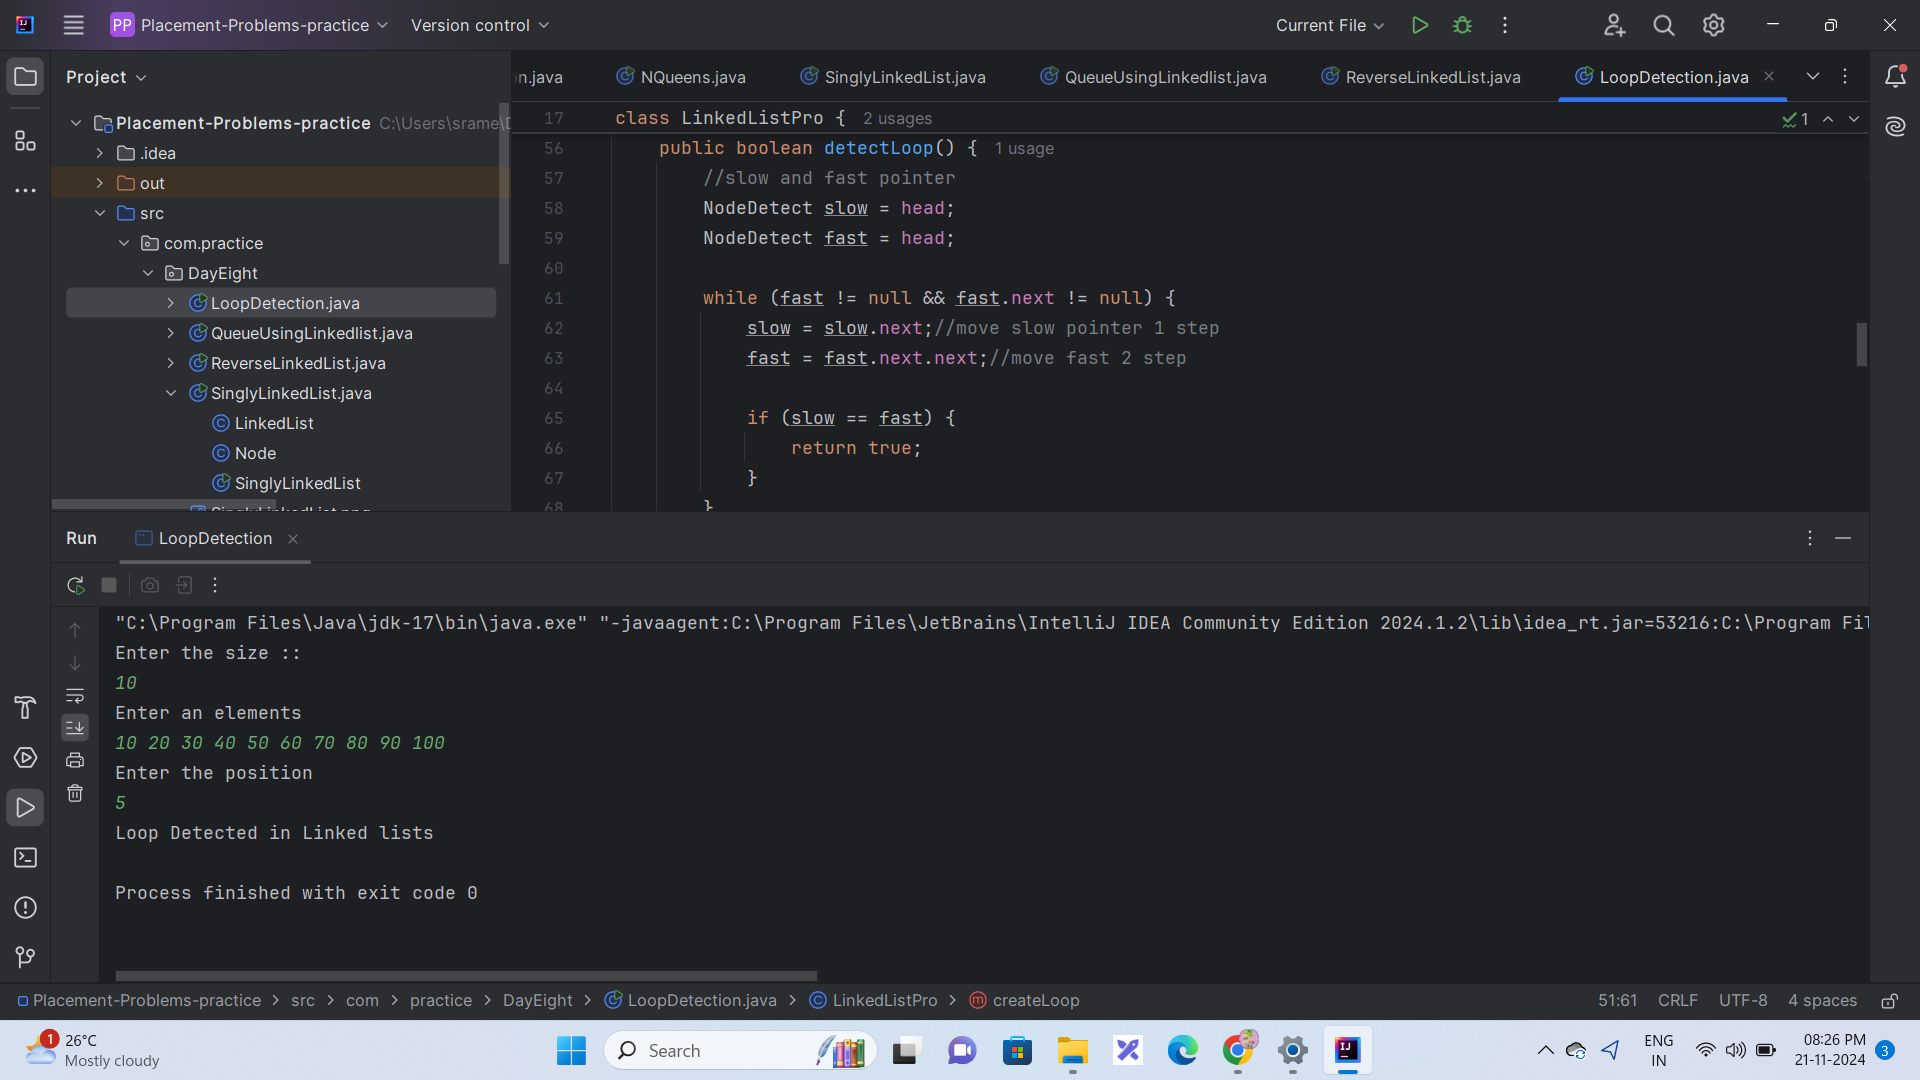 PP Placement-Problems-practice Version control Current File
Project
n.java NQueens.java SinglyLinkedList.java QueueUsingLinkedlist.java ReverseLinkedList.java LoopDetection.java
Placement-Problems-practice C:\Users\srame\
.idea
out
src
com.practice
DayEight
LoopDetection.java
QueueUsingLinkedlist.java
ReverseLinkedList.java
SinglyLinkedList.java
LinkedList
Node
SinglyLinkedList
SinglyLinkedList.png
17 class LinkedListPro { 2 usages 1
56 public boolean detectLoop() { 1 usage
57 //slow and fast pointer
58 NodeDetect slow = head;
59 NodeDetect fast = head;
60
61 while (fast != null && fast.next != null) {
62 slow = slow.next;//move slow pointer 1 step
63 fast = fast.next.next;//move fast 2 step
64
65 if (slow == fast) {
66 return true;
67 }
68 }
Run LoopDetection
"C:\Program Files\Java\jdk-17\bin\java.exe" "-javaagent:C:\Program Files\JetBrains\IntelliJ IDEA Community Edition 2024.1.2\lib\idea_rt.jar=53216:C:\Program Fil
Enter the size ::
10
Enter an elements
10 20 30 40 50 60 70 80 90 100
Enter the position
5
Loop Detected in Linked lists
Process finished with exit code 0
Placement-Problems-practice > src > com > practice > DayEight > LoopDetection.java > LinkedListPro > m createLoop 51:61 CRLF UTF-8 4 spaces
1 26°C
Mostly cloudy
Search
ENG
IN
08:26 PM
21-11-2024
3